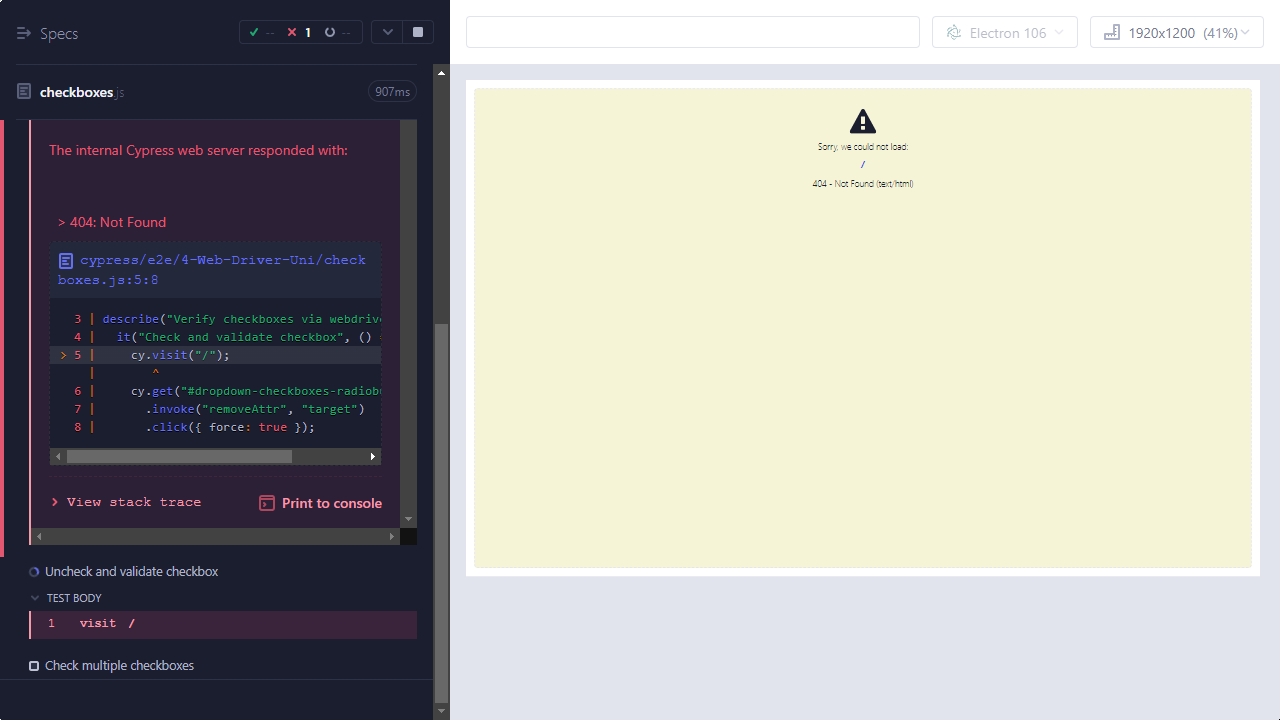 Specs
-- 1 --
Electron 106
1920x1200 (41%)
checkboxes.js
907ms
The internal Cypress web server responded with:
> 404: Not Found
cypress/e2e/4-Web-Driver-Uni/check
boxes.js:5:8
3 | describe("Verify checkboxes via webdrive
4 | it("Check and validate checkbox", ()
> 5 | cy.visit("/");
| ^
6 | cy.get("#dropdown-checkboxes-radiobu
7 | .invoke("removeAttr", "target")
8 | .click({ force: true });
> View stack trace
Print to console
Uncheck and validate checkbox
TEST BODY
1 visit /
Check multiple checkboxes
Sorry, we could not load:
/
404 - Not Found (text/html)